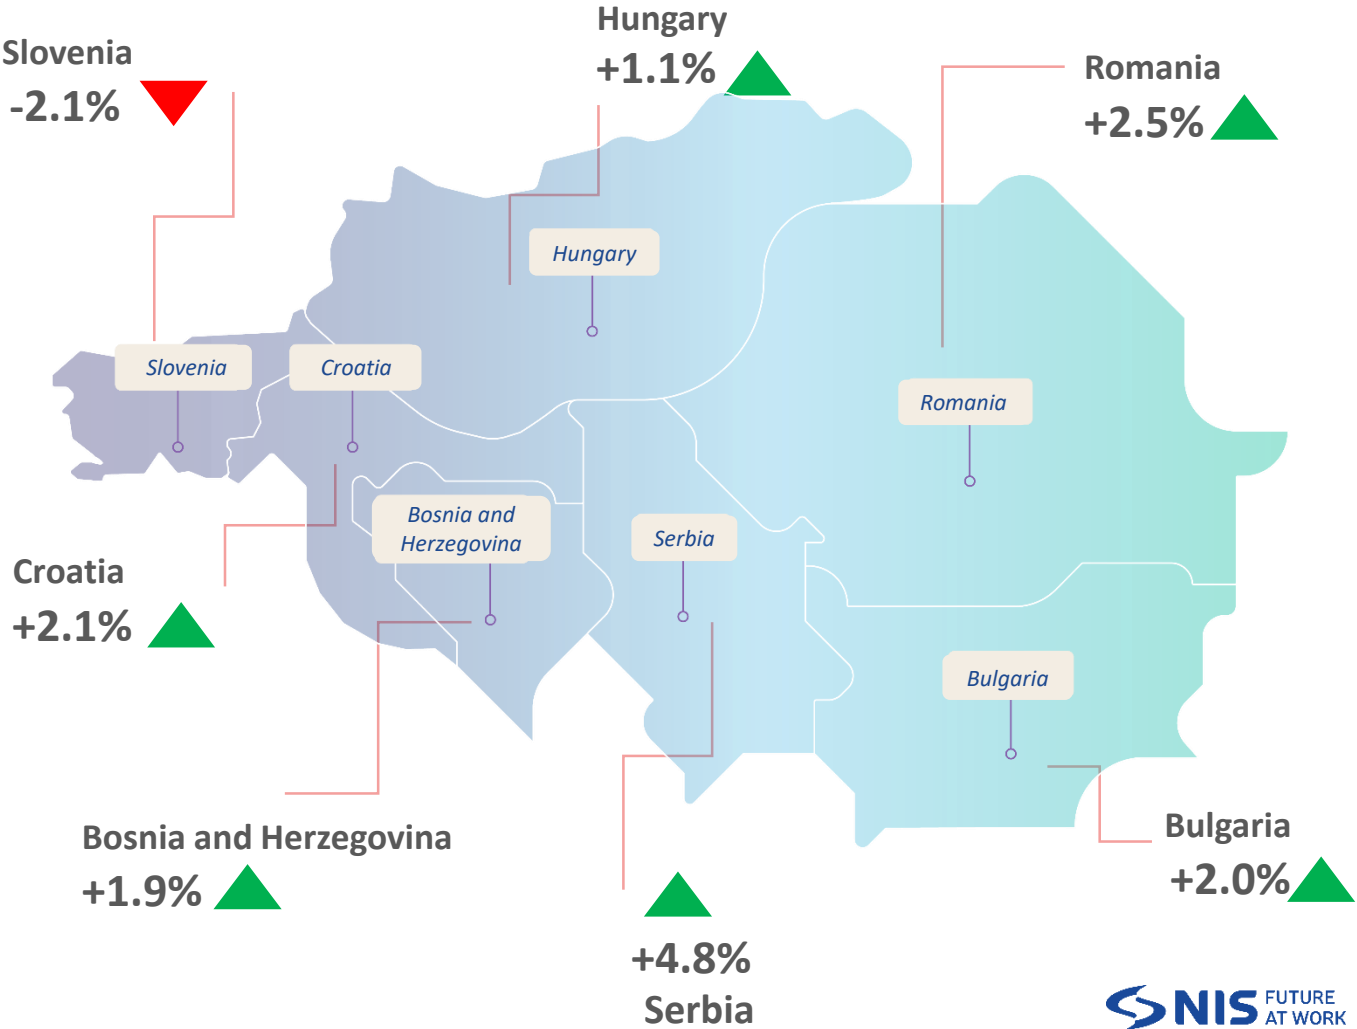 Hungary
+1.1%
Slovenia
-2.1%
Romania
+2.5%
Hungary
Slovenia
Croatia
Romania
Bosnia and
Herzegovina
Serbia
Croatia
+2.1%
Bulgaria
Bosnia and Herzegovina
+1.9%
Bulgaria
+2.0%
+4.8%
Serbia
NIS FUTURE
AT WORK